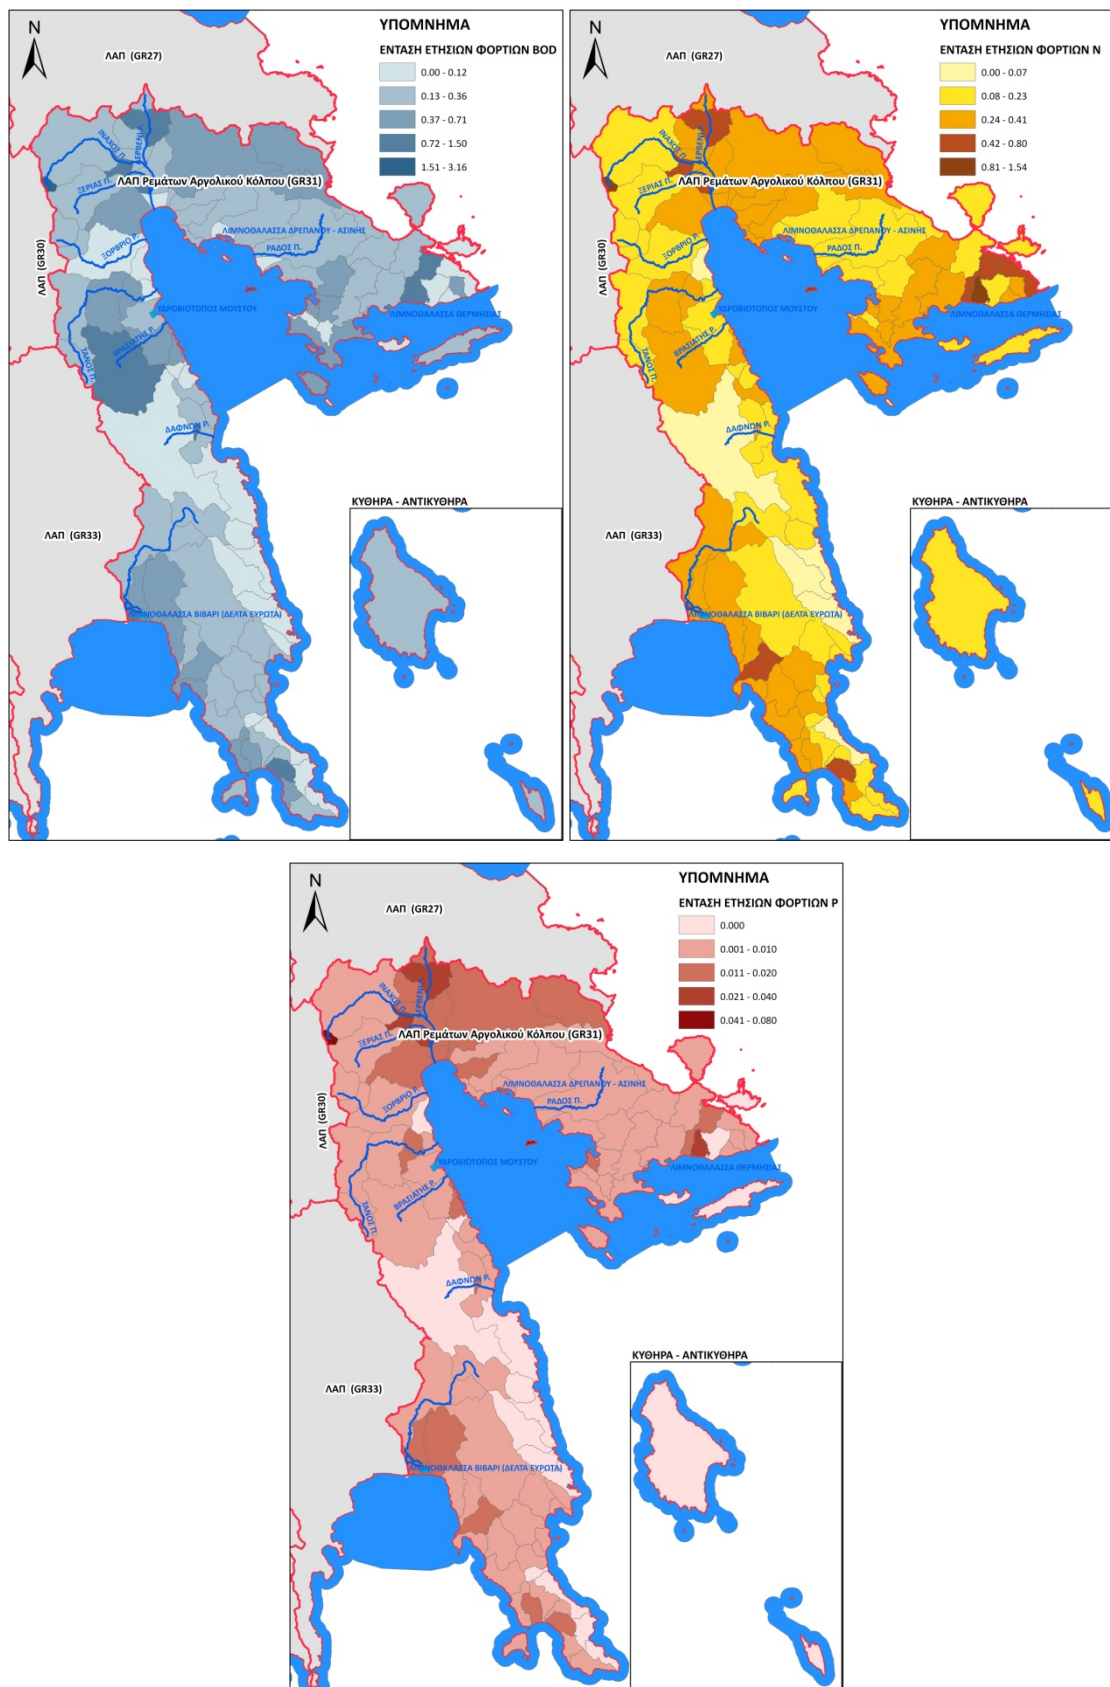 N
ΛΑΠ (GR27)
ΥΠΟΜΝΗΜΑ
ΕΝΤΑΣΗ ΕΤΗΣΙΩΝ ΦΟΡΤΙΩΝ BOD
0.00 - 0.12
0.13 - 0.36
0.37 - 0.71
0.72 - 1.50
1.51 - 3.16
ΙΝΑΧΟΣ Π.
ΞΕΡΙΑΣ Π.
ΛΑΠ Ρεμάτων Αργολικού Κόλπου (GR31)
ΛΙΜΝΟΘΑΛΑΣΣΑ ΔΡΕΠΑΝΟΥ - ΑΣΙΝΗΣ
ΡΑΔΟΣ Π.
ΞΟΡΒΡΙΟ Ρ.
ΛΑΠ (GR30)
ΥΔΡΟΒΙΟΤΟΠΟΣ ΜΟΥΣΤΟΥ
ΛΙΜΝΟΘΑΛΑΣΣΑ ΘΕΡΜΗΣΙΑΣ
ΒΡΑΣΙΑΤΗΣ Ρ.
ΤΑΝΟΣ Π.
ΔΑΦΝΩΝ Ρ.
ΚΥΘΗΡΑ - ΑΝΤΙΚΥΘΗΡΑ
ΛΑΠ (GR33)
ΛΙΜΝΟΘΑΛΑΣΣΑ ΒΙΒΑΡΙ (ΔΕΛΤΑ ΕΥΡΩΤΑ)
N
ΛΑΠ (GR27)
ΥΠΟΜΝΗΜΑ
ΕΝΤΑΣΗ ΕΤΗΣΙΩΝ ΦΟΡΤΙΩΝ N
0.00 - 0.07
0.08 - 0.23
0.24 - 0.41
0.42 - 0.80
0.81 - 1.54
ΙΝΑΧΟΣ Π.
ΞΕΡΙΑΣ Π.
ΛΑΠ Ρεμάτων Αργολικού Κόλπου (GR31)
ΛΙΜΝΟΘΑΛΑΣΣΑ ΔΡΕΠΑΝΟΥ - ΑΣΙΝΗΣ
ΡΑΔΟΣ Π.
ΞΟΡΒΡΙΟ Ρ.
ΛΑΠ (GR30)
ΥΔΡΟΒΙΟΤΟΠΟΣ ΜΟΥΣΤΟΥ
ΛΙΜΝΟΘΑΛΑΣΣΑ ΘΕΡΜΗΣΙΑΣ
ΒΡΑΣΙΑΤΗΣ Ρ.
ΤΑΝΟΣ Π.
ΔΑΦΝΩΝ Ρ.
ΚΥΘΗΡΑ - ΑΝΤΙΚΥΘΗΡΑ
ΛΑΠ (GR33)
ΛΙΜΝΟΘΑΛΑΣΣΑ ΒΙΒΑΡΙ (ΔΕΛΤΑ ΕΥΡΩΤΑ)
N
ΛΑΠ (GR27)
ΥΠΟΜΝΗΜΑ
ΕΝΤΑΣΗ ΕΤΗΣΙΩΝ ΦΟΡΤΙΩΝ P
0.000
0.001 - 0.010
0.011 - 0.020
0.021 - 0.040
0.041 - 0.080
ΙΝΑΧΟΣ Π.
ΞΕΡΙΑΣ Π.
ΛΑΠ Ρεμάτων Αργολικού Κόλπου (GR31)
ΛΙΜΝΟΘΑΛΑΣΣΑ ΔΡΕΠΑΝΟΥ - ΑΣΙΝΗΣ
ΡΑΔΟΣ Π.
ΞΟΡΒΡΙΟ Ρ.
ΛΑΠ (GR30)
ΥΔΡΟΒΙΟΤΟΠΟΣ ΜΟΥΣΤΟΥ
ΛΙΜΝΟΘΑΛΑΣΣΑ ΘΕΡΜΗΣΙΑΣ
ΒΡΑΣΙΑΤΗΣ Ρ.
ΤΑΝΟΣ Π.
ΔΑΦΝΩΝ Ρ.
ΚΥΘΗΡΑ - ΑΝΤΙΚΥΘΗΡΑ
ΛΑΠ (GR33)
ΛΙΜΝΟΘΑΛΑΣΣΑ ΒΙΒΑΡΙ (ΔΕΛΤΑ ΕΥΡΩΤΑ)